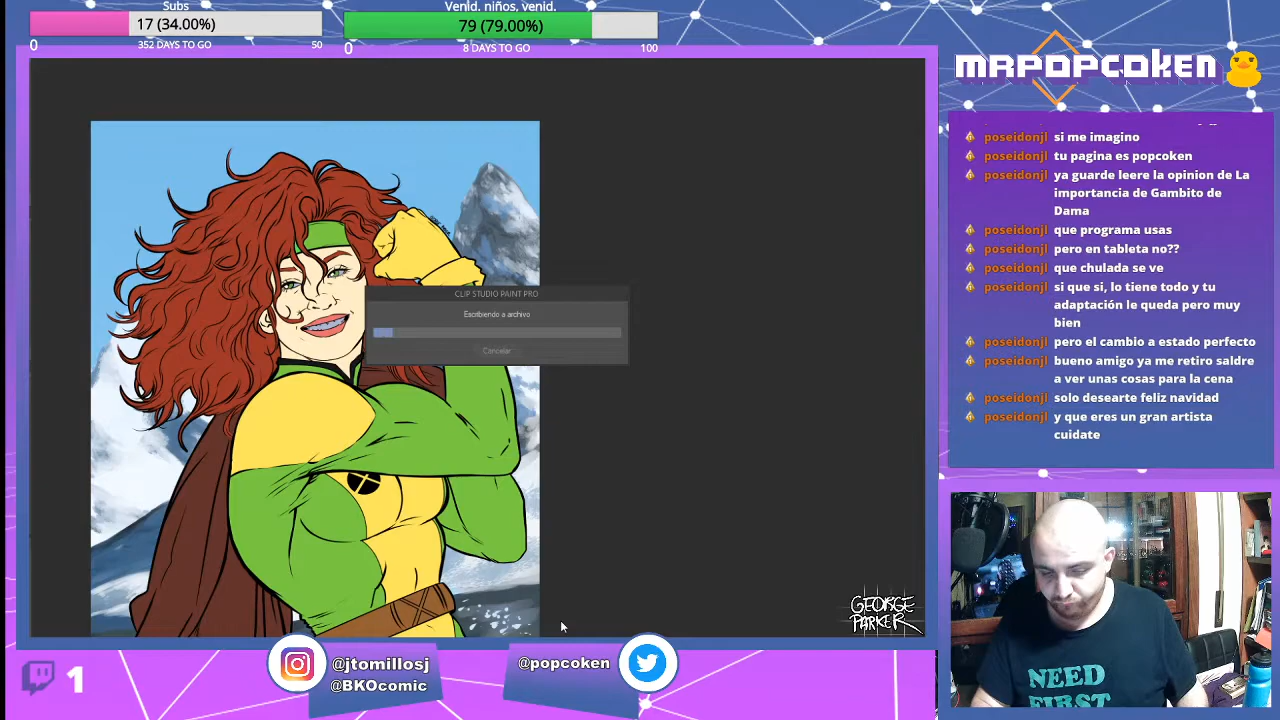 Subs
17 (34.00%)
0
352 DAYS TO GO
50
Venid, niños, venid.
79 (79.00%)
0
8 DAYS TO GO
100
MRPOPCOKEN
poseidonjl si me imagino
poseidonjl tu pagina es popcoken
poseidonjl ya guarde leere la opinion de La
importancia de Gambito de
Dama
poseidonjl que programa usas
poseidonjl pero en tableta no??
poseidonjl que chulada se ve
poseidonjl si que si, lo tiene todo y tu
adaptación le queda pero muy
bien
poseidonjl pero el cambio a estado perfecto
poseidonjl bueno amigo ya me retiro saldre
a ver unas cosas para la cena
poseidonjl solo desearte feliz navidad
poseidonjl y que eres un gran artista
cuidate
CLIP STUDIO PAINT PRO
Escribiendo a archivo
Cancelar
GEORGE
PARKER
NEED
FIRST
1
@jtomillosj
@BKOcomic
@popcoken